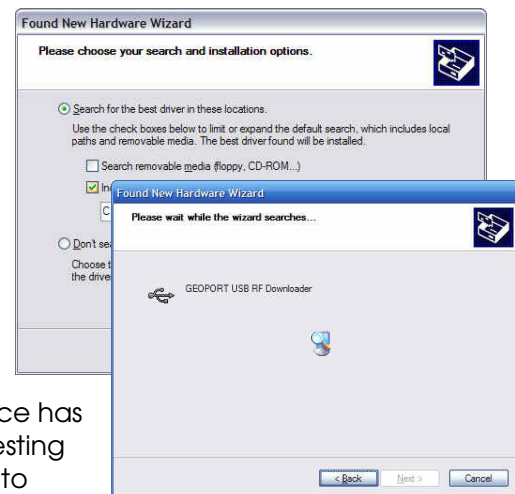 Found New Hardware Wizard
Please choose your search and installation options.
Search for the best driver in these locations.
Use the check boxes below to limit or expand the default search, which includes local
paths and removable media. The best driver found will be installed.
Search removable media (floppy, CD-ROM...)
Found New Hardware Wizard
Please wait while the wizard searches...
Don't
Choose
the
GEOPORT USB RF Downloader
has
to
< Back Next > Cancel